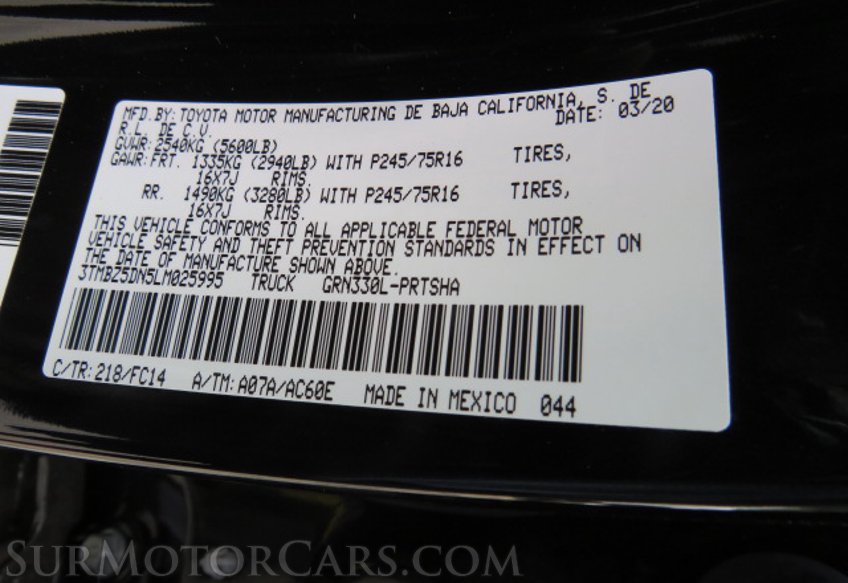 MFD. BY: TOYOTA MOTOR MANUFACTURING DE BAJA CALIFORNIA, S. DE
R.L. DE C.V. DATE: 03/20
GVWR: 2540KG (5600LB)
GAWR: FRT. 1335KG (2940LB) WITH P245/75R16 TIRES,
16X7J RIMS.
RR. 1490KG (3280LB) WITH P245/75R16 TIRES,
16X7J RIMS.
THIS VEHICLE CONFORMS TO ALL APPLICABLE FEDERAL MOTOR
VEHICLE SAFETY AND THEFT PREVENTION STANDARDS IN EFFECT ON
THE DATE OF MANUFACTURE SHOWN ABOVE.
3TMBZ5DN5LM025995 TRUCK GRN330L-PRTSHA
C/TR: 218/FC14 A/TM: A07A/AC60E MADE IN MEXICO 044
SURMOTORCARS.COM